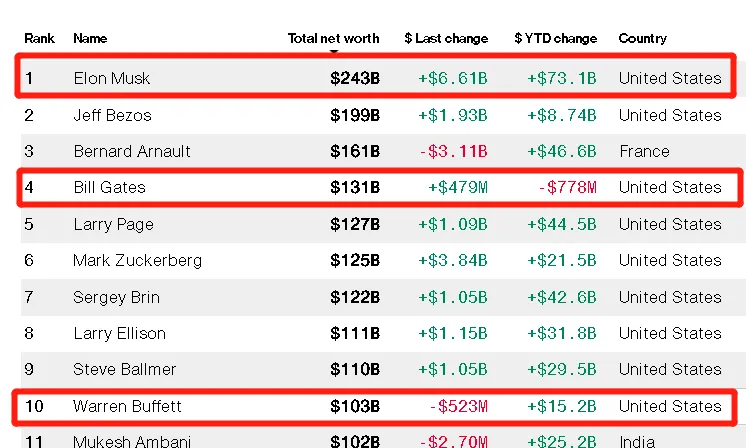 Rank Name Total net worth $ Last change $ YTD change Country
1 Elon Musk $243B +$6.61B +$73.1B United States
2 Jeff Bezos $199B +$1.93B +$8.74B United States
3 Bernard Arnault $161B -$3.11B +$46.6B France
4 Bill Gates $131B +$479M -$778M United States
5 Larry Page $127B +$1.09B +$44.5B United States
6 Mark Zuckerberg $125B +$3.84B +$21.5B United States
7 Sergey Brin $122B +$1.05B +$42.6B United States
8 Larry Ellison $111B +$1.15B +$31.8B United States
9 Steve Ballmer $110B +$1.05B +$29.5B United States
10 Warren Buffett $103B -$523M +$15.2B United States
11 Mukesh Ambani $102B -$2.70M +$25.2B India